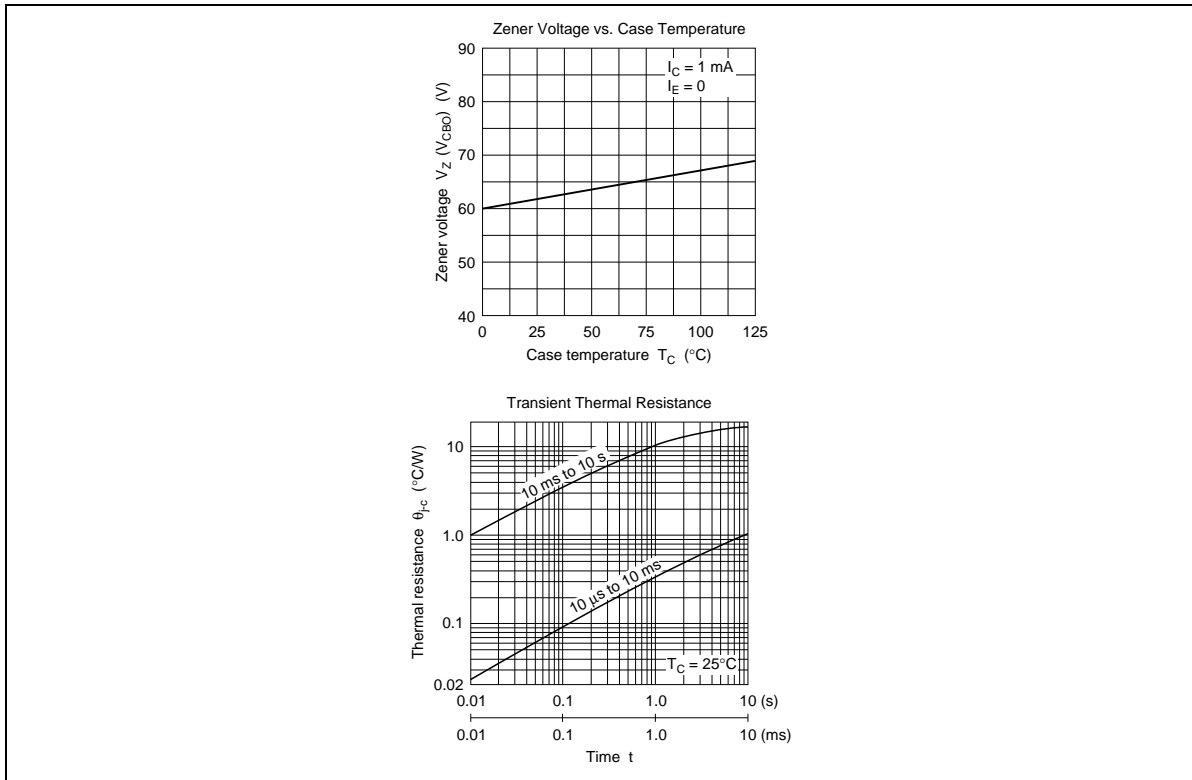 Zener Voltage vs. Case Temperature
90
80
70
60
50
40
Zener voltage V_Z (V_CBO) (V)
I_C = 1 mA
I_E = 0
0 25 50 75 100 125
Case temperature T_C (°C)
Transient Thermal Resistance
10
1.0
0.1
0.02
Thermal resistance θ_j-c (°C/W)
10 ms to 10 s
10 μs to 10 ms
T_C = 25°C
0.01 0.1 1.0 10 (s)
0.01 0.1 1.0 10 (ms)
Time t